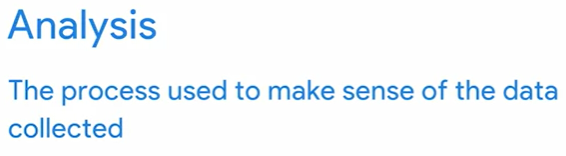 Analysis
The process used to make sense of the data
collected